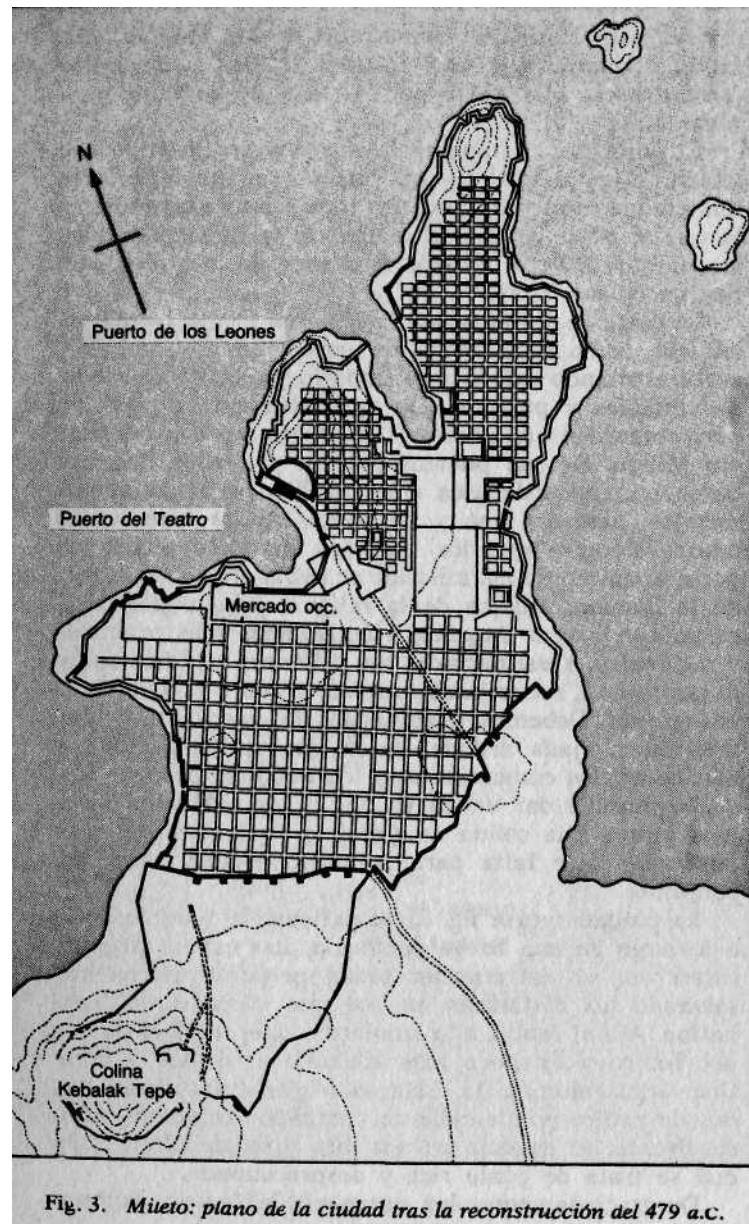 N
Puerto de los Leones
Puerto del Teatro
Mercado occ.
Colina
Kebalak Tepé
Fig. 3. Mileto: plano de la ciudad tras la reconstrucción del 479 a.c.